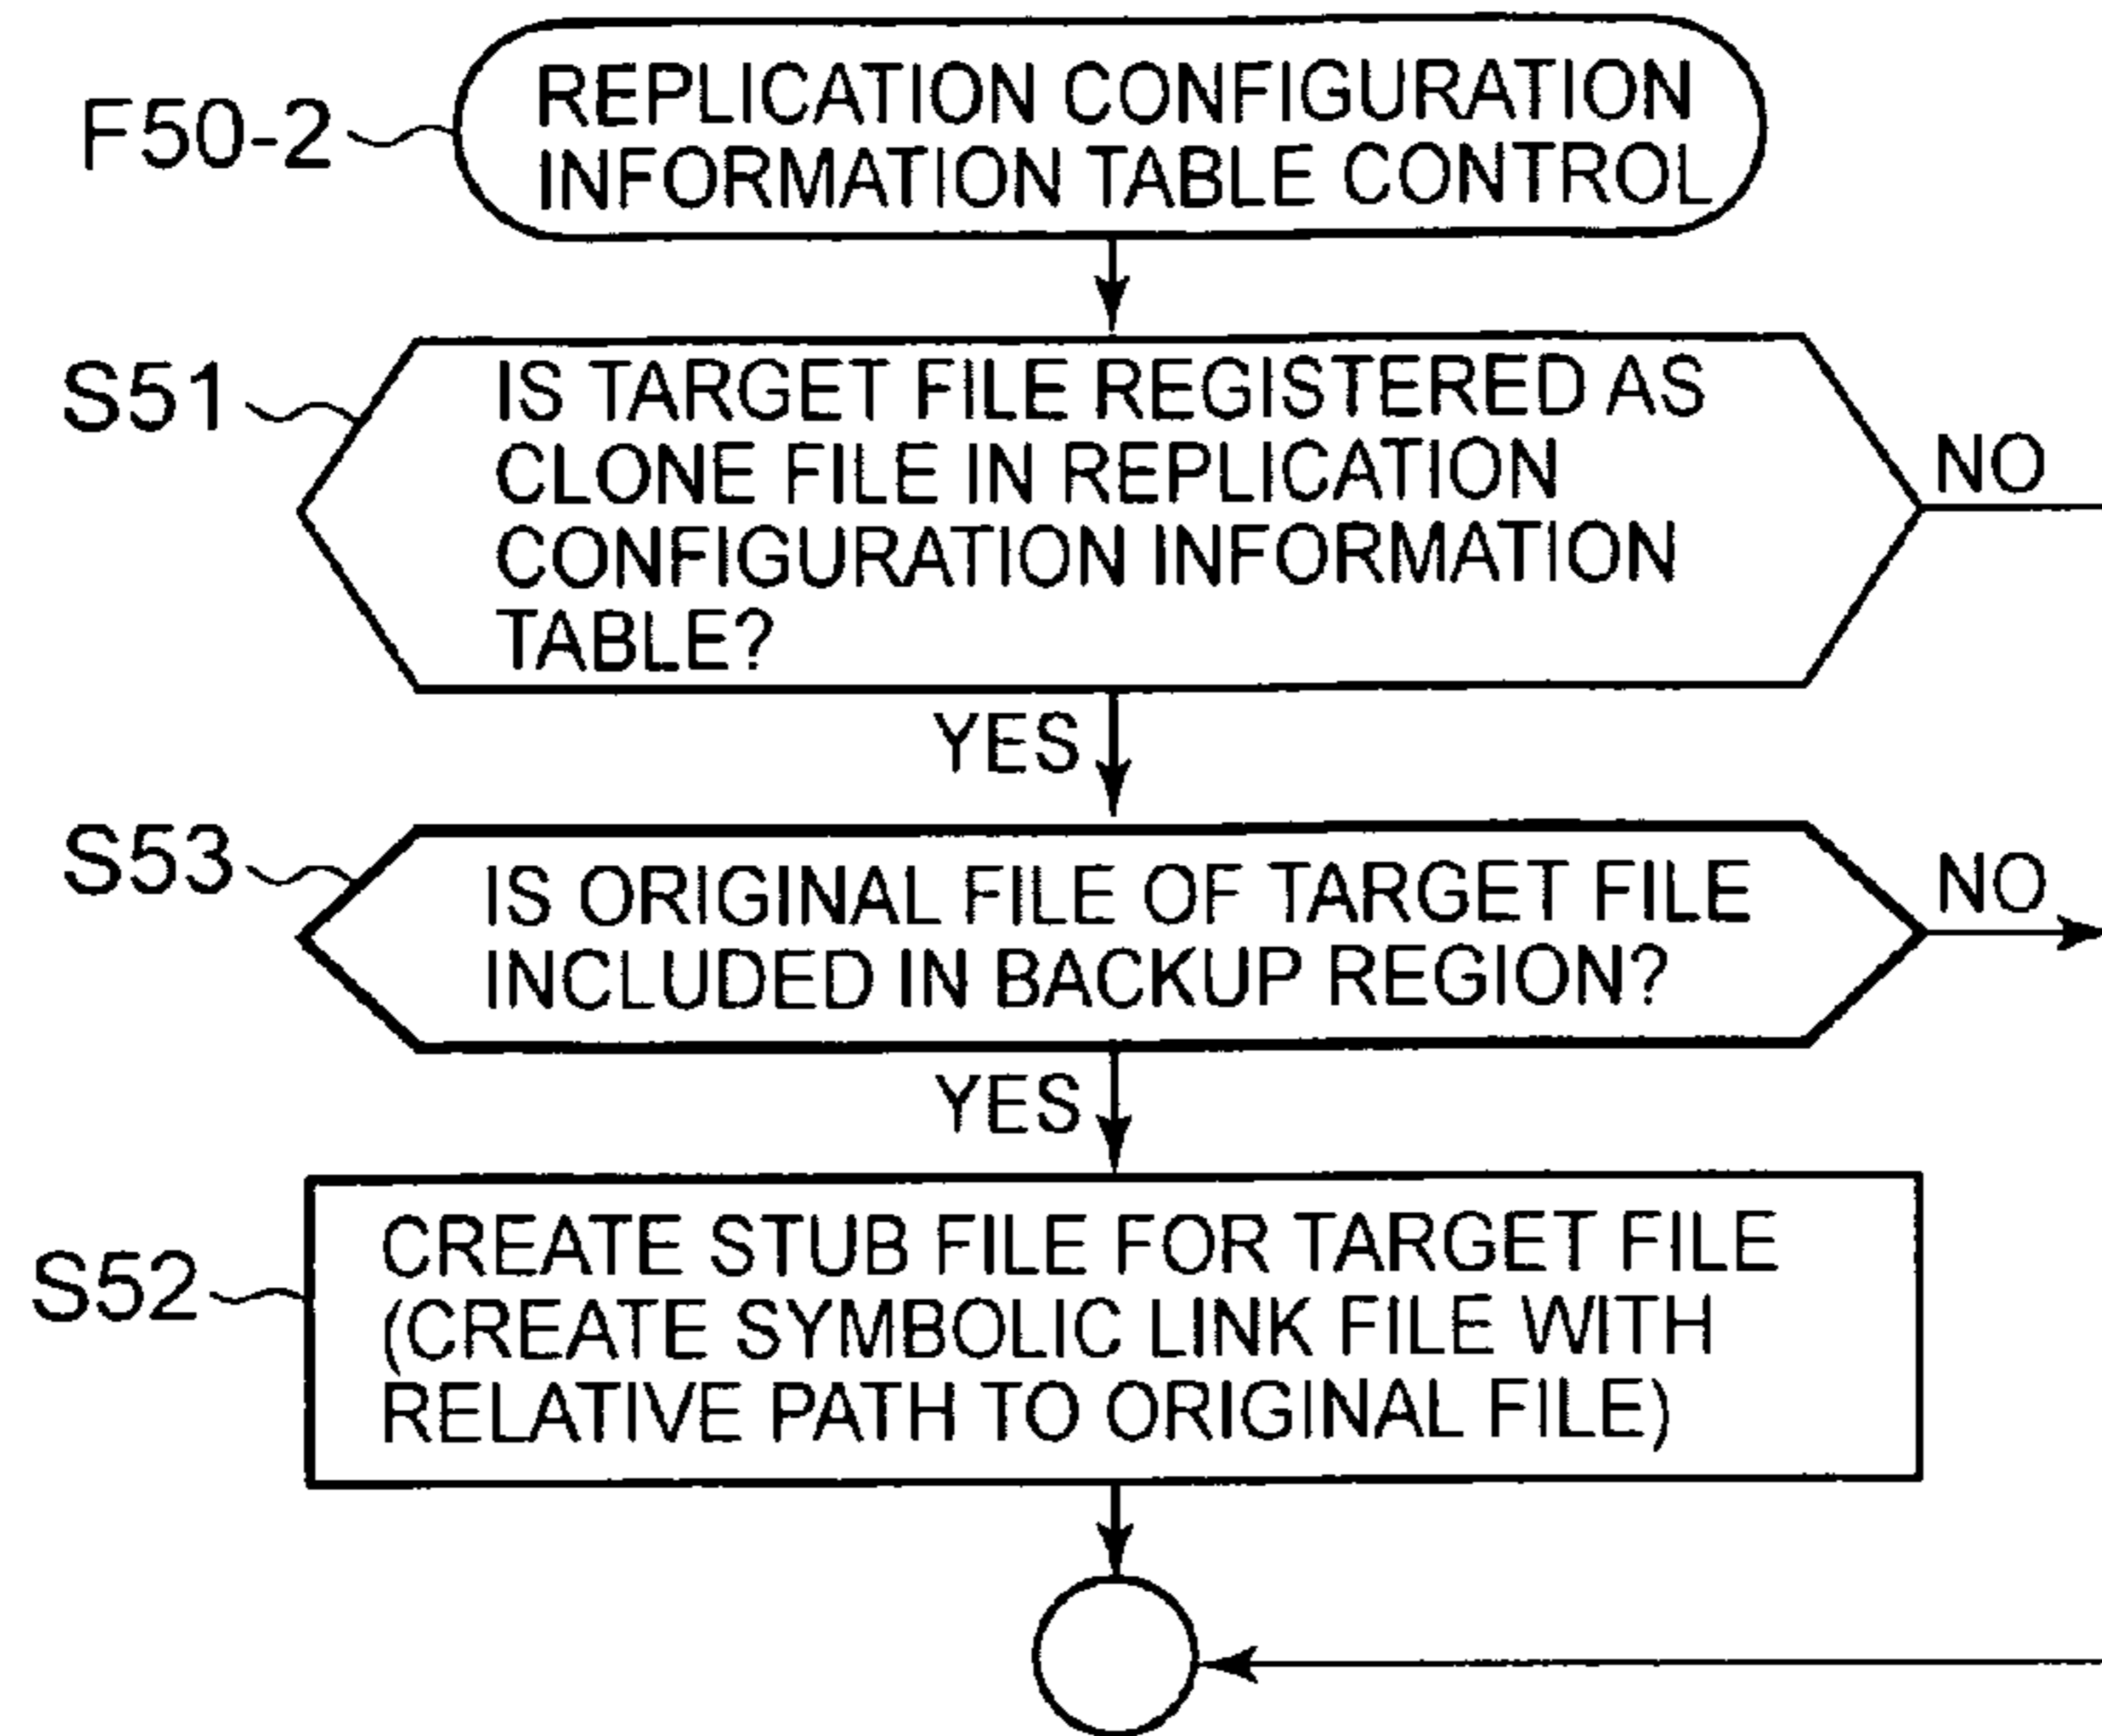 F50-2
REPLICATION CONFIGURATION
INFORMATION TABLE CONTROL
S51
IS TARGET FILE REGISTERED AS
CLONE FILE IN REPLICATION
CONFIGURATION INFORMATION
TABLE?
NO
YES
S53
IS ORIGINAL FILE OF TARGET FILE
INCLUDED IN BACKUP REGION?
NO
YES
S52
CREATE STUB FILE FOR TARGET FILE
(CREATE SYMBOLIC LINK FILE WITH
RELATIVE PATH TO ORIGINAL FILE)